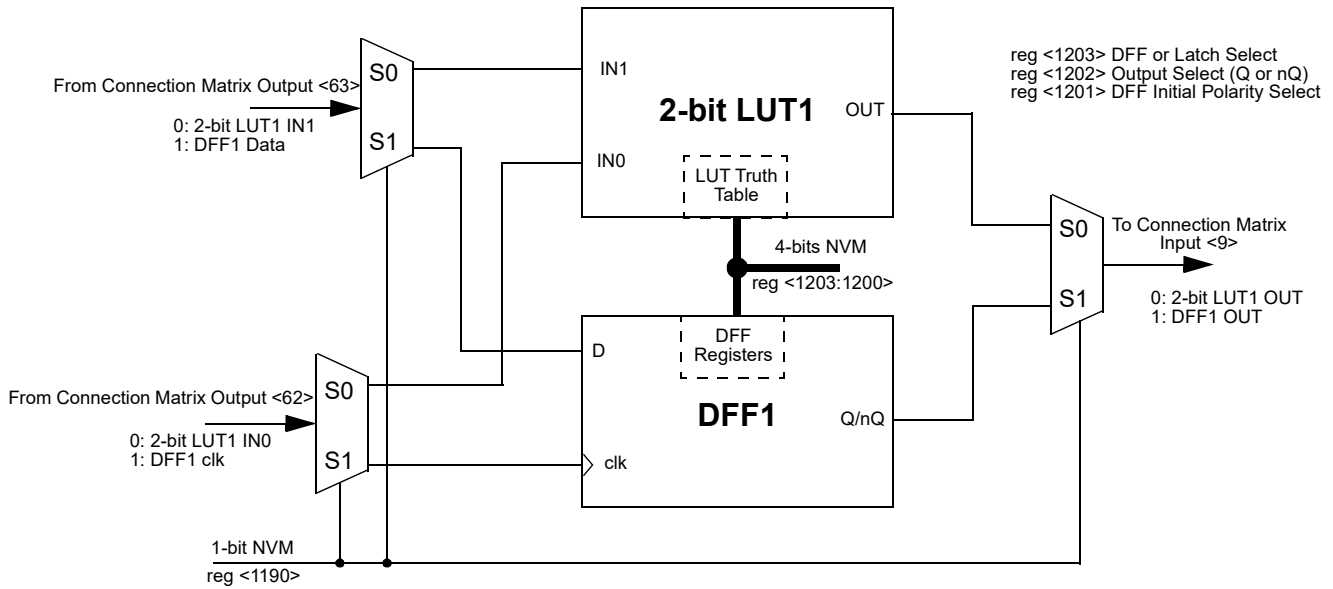 reg <1203> DFF or Latch Select
reg <1202> Output Select (Q or nQ)
reg <1201> DFF Initial Polarity Select
From Connection Matrix Output <63>
0: 2-bit LUT1 IN1
1: DFF1 Data
S0
S1
IN1
IN0
2-bit LUT1
OUT
LUT Truth
Table
4-bits NVM
reg <1203:1200>
S0
S1
To Connection Matrix
Input <9>
0: 2-bit LUT1 OUT
1: DFF1 OUT
From Connection Matrix Output <62>
0: 2-bit LUT1 IN0
1: DFF1 clk
S0
S1
D
clk
DFF
Registers
DFF1
Q/nQ
1-bit NVM
reg <1190>